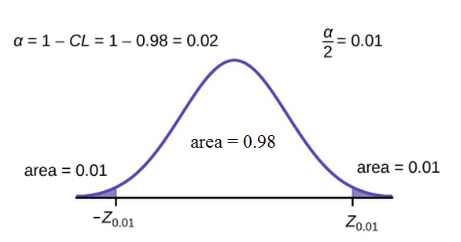 α = 1 – CL = 1 – 0.98 = 0.02
α/2 = 0.01
area = 0.98
area = 0.01
area = 0.01
–Z₀.₀₁
Z₀.₀₁